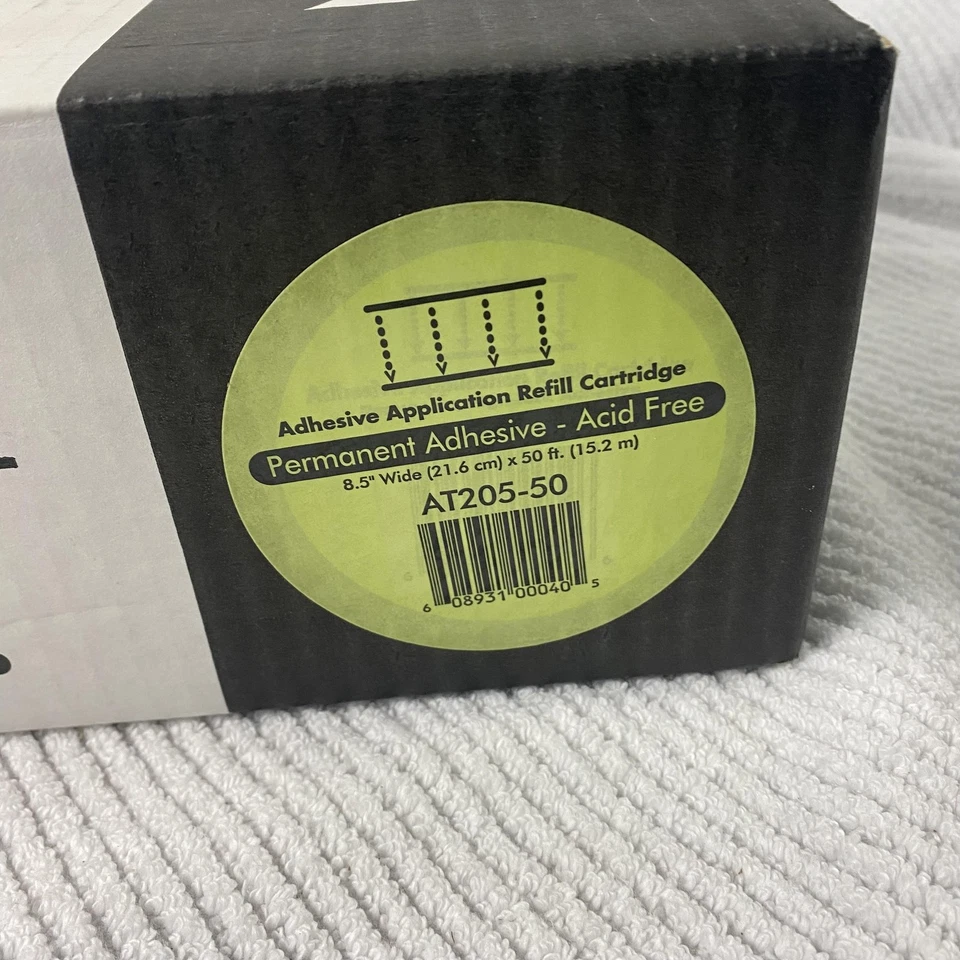 Adhesive Application Refill Cartridge
Permanent Adhesive - Acid Free
8.5" Wide (21.6 cm) x 50 ft. (15.2 m)
AT205-50
6 08931 00040 5